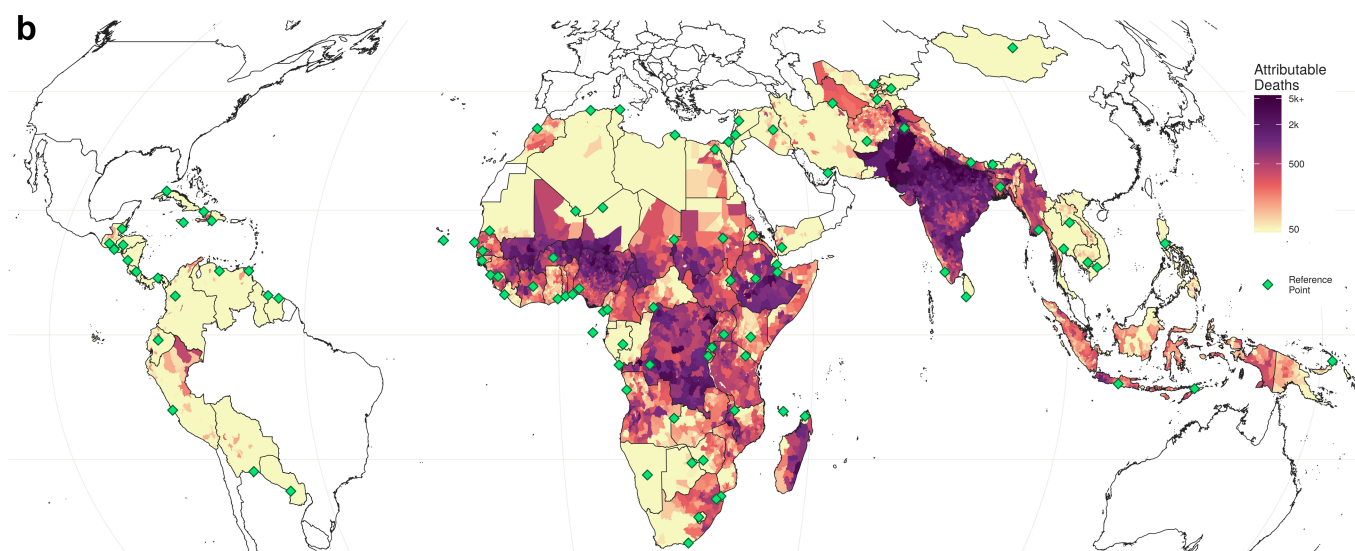 b
Attributable
Deaths
5k+
2k
500
50
Reference
Point